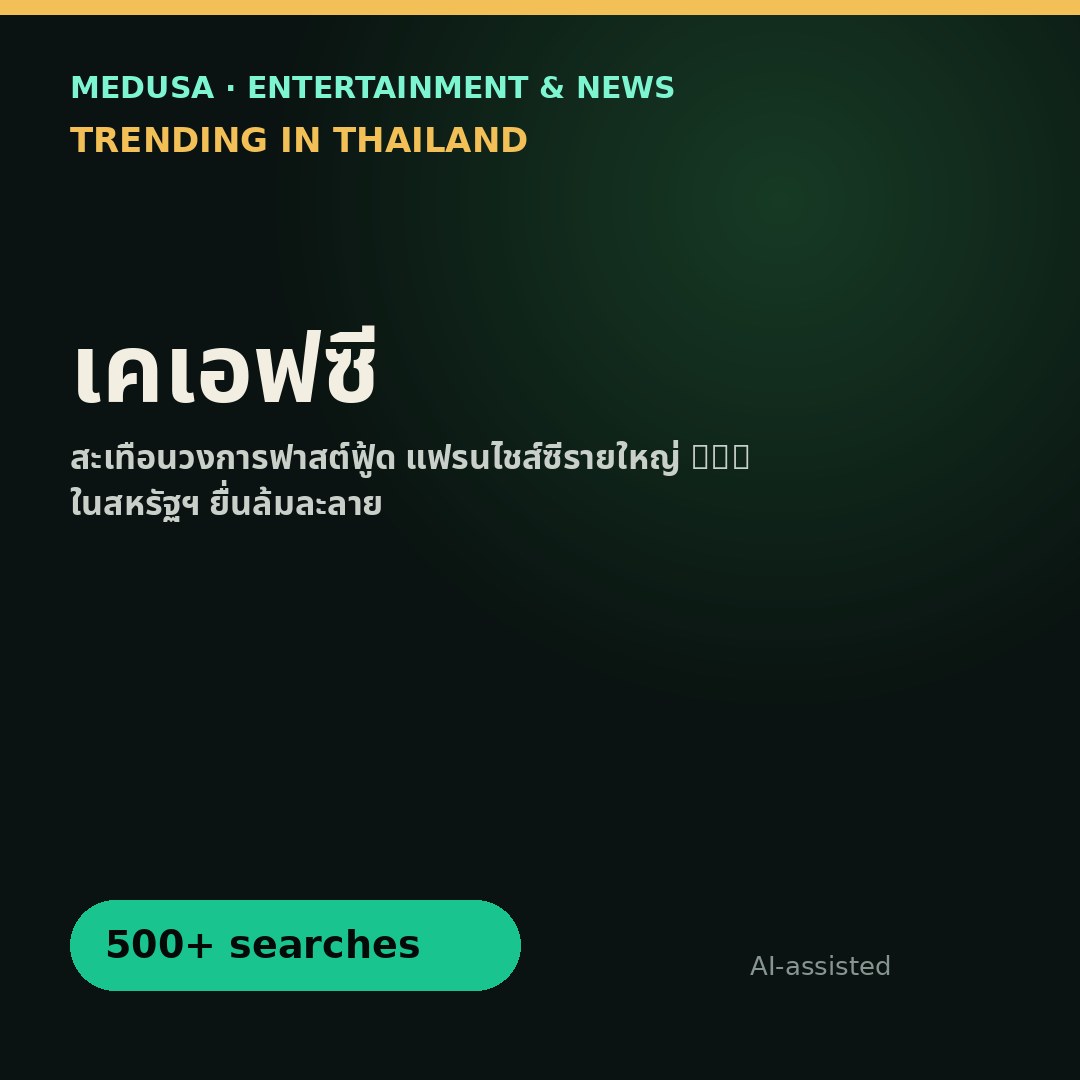 MEDUSA · ENTERTAINMENT & NEWS
TRENDING IN THAILAND
เคเอฟซี
สะเทือนวงการฟาสต์ฟู้ด แฟรนไชส์ซีรายใหญ่
ในสหรัฐฯ ยื่นล้มละลาย
500+ searches
AI-assisted